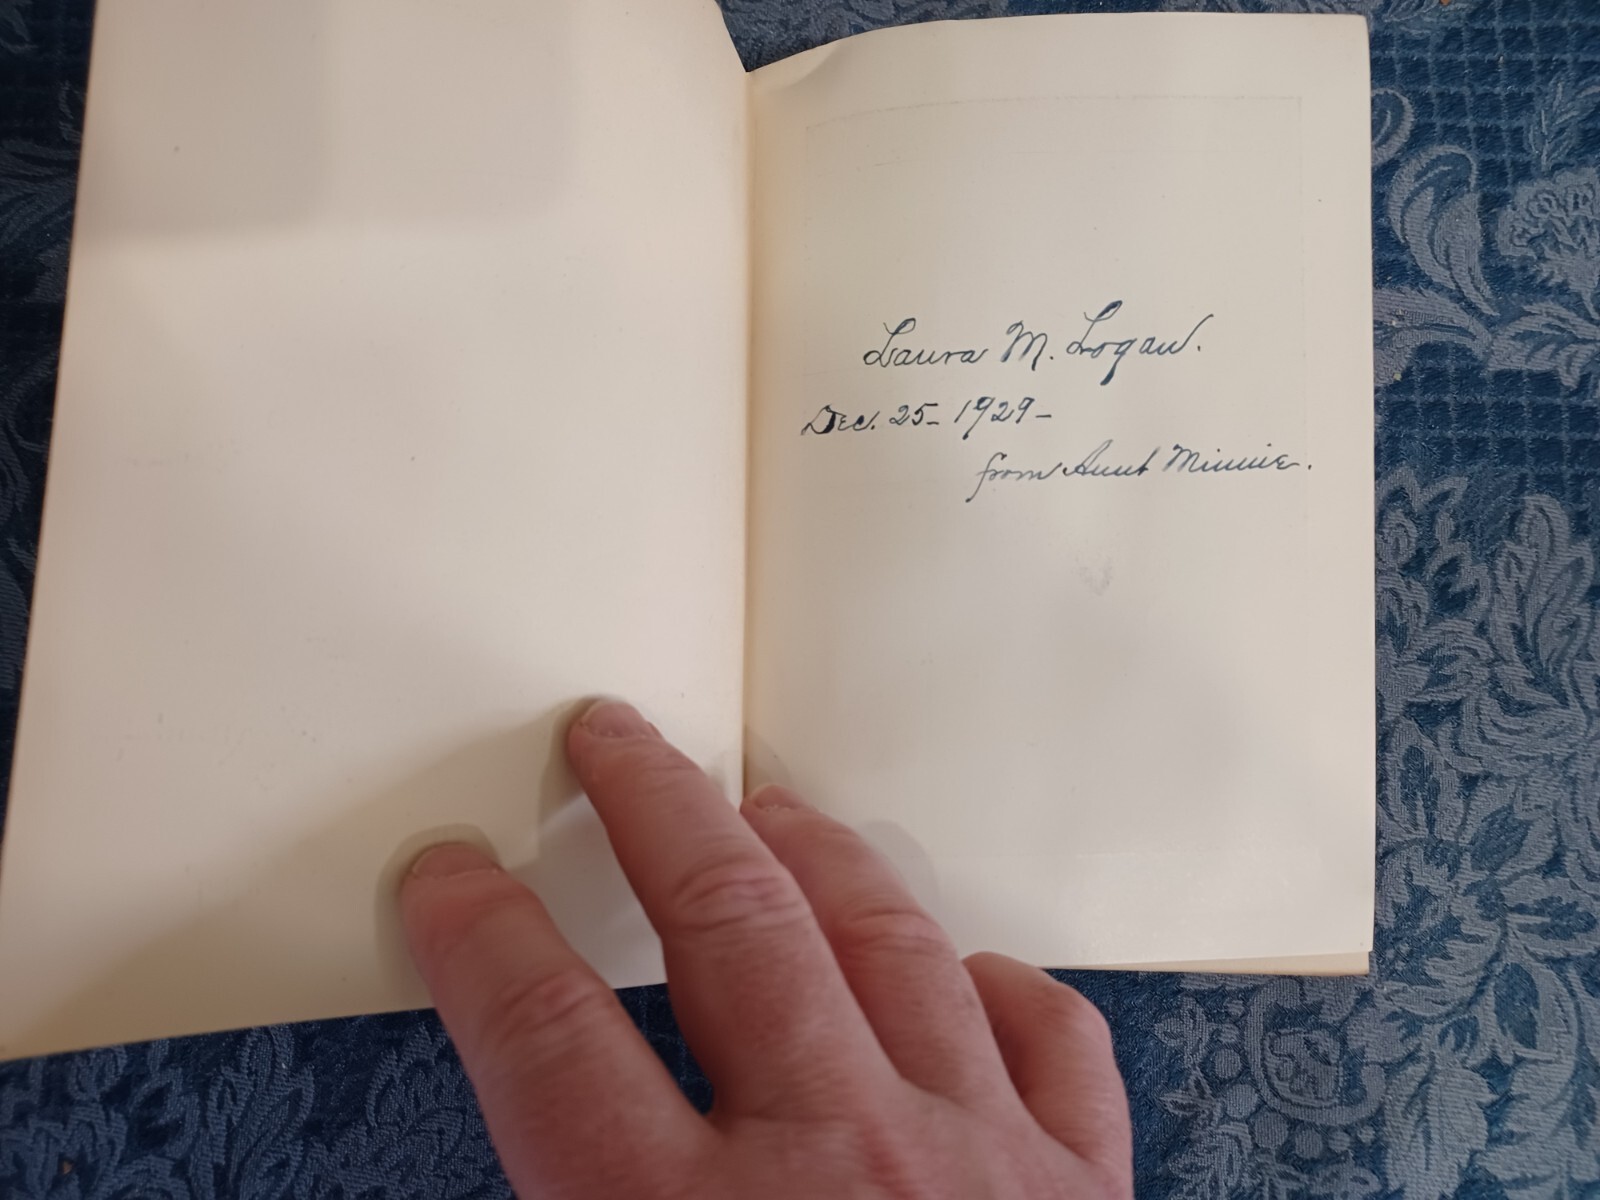 Laura M. Logan.
Dec. 25- 1929-
from Aunt Minnie.